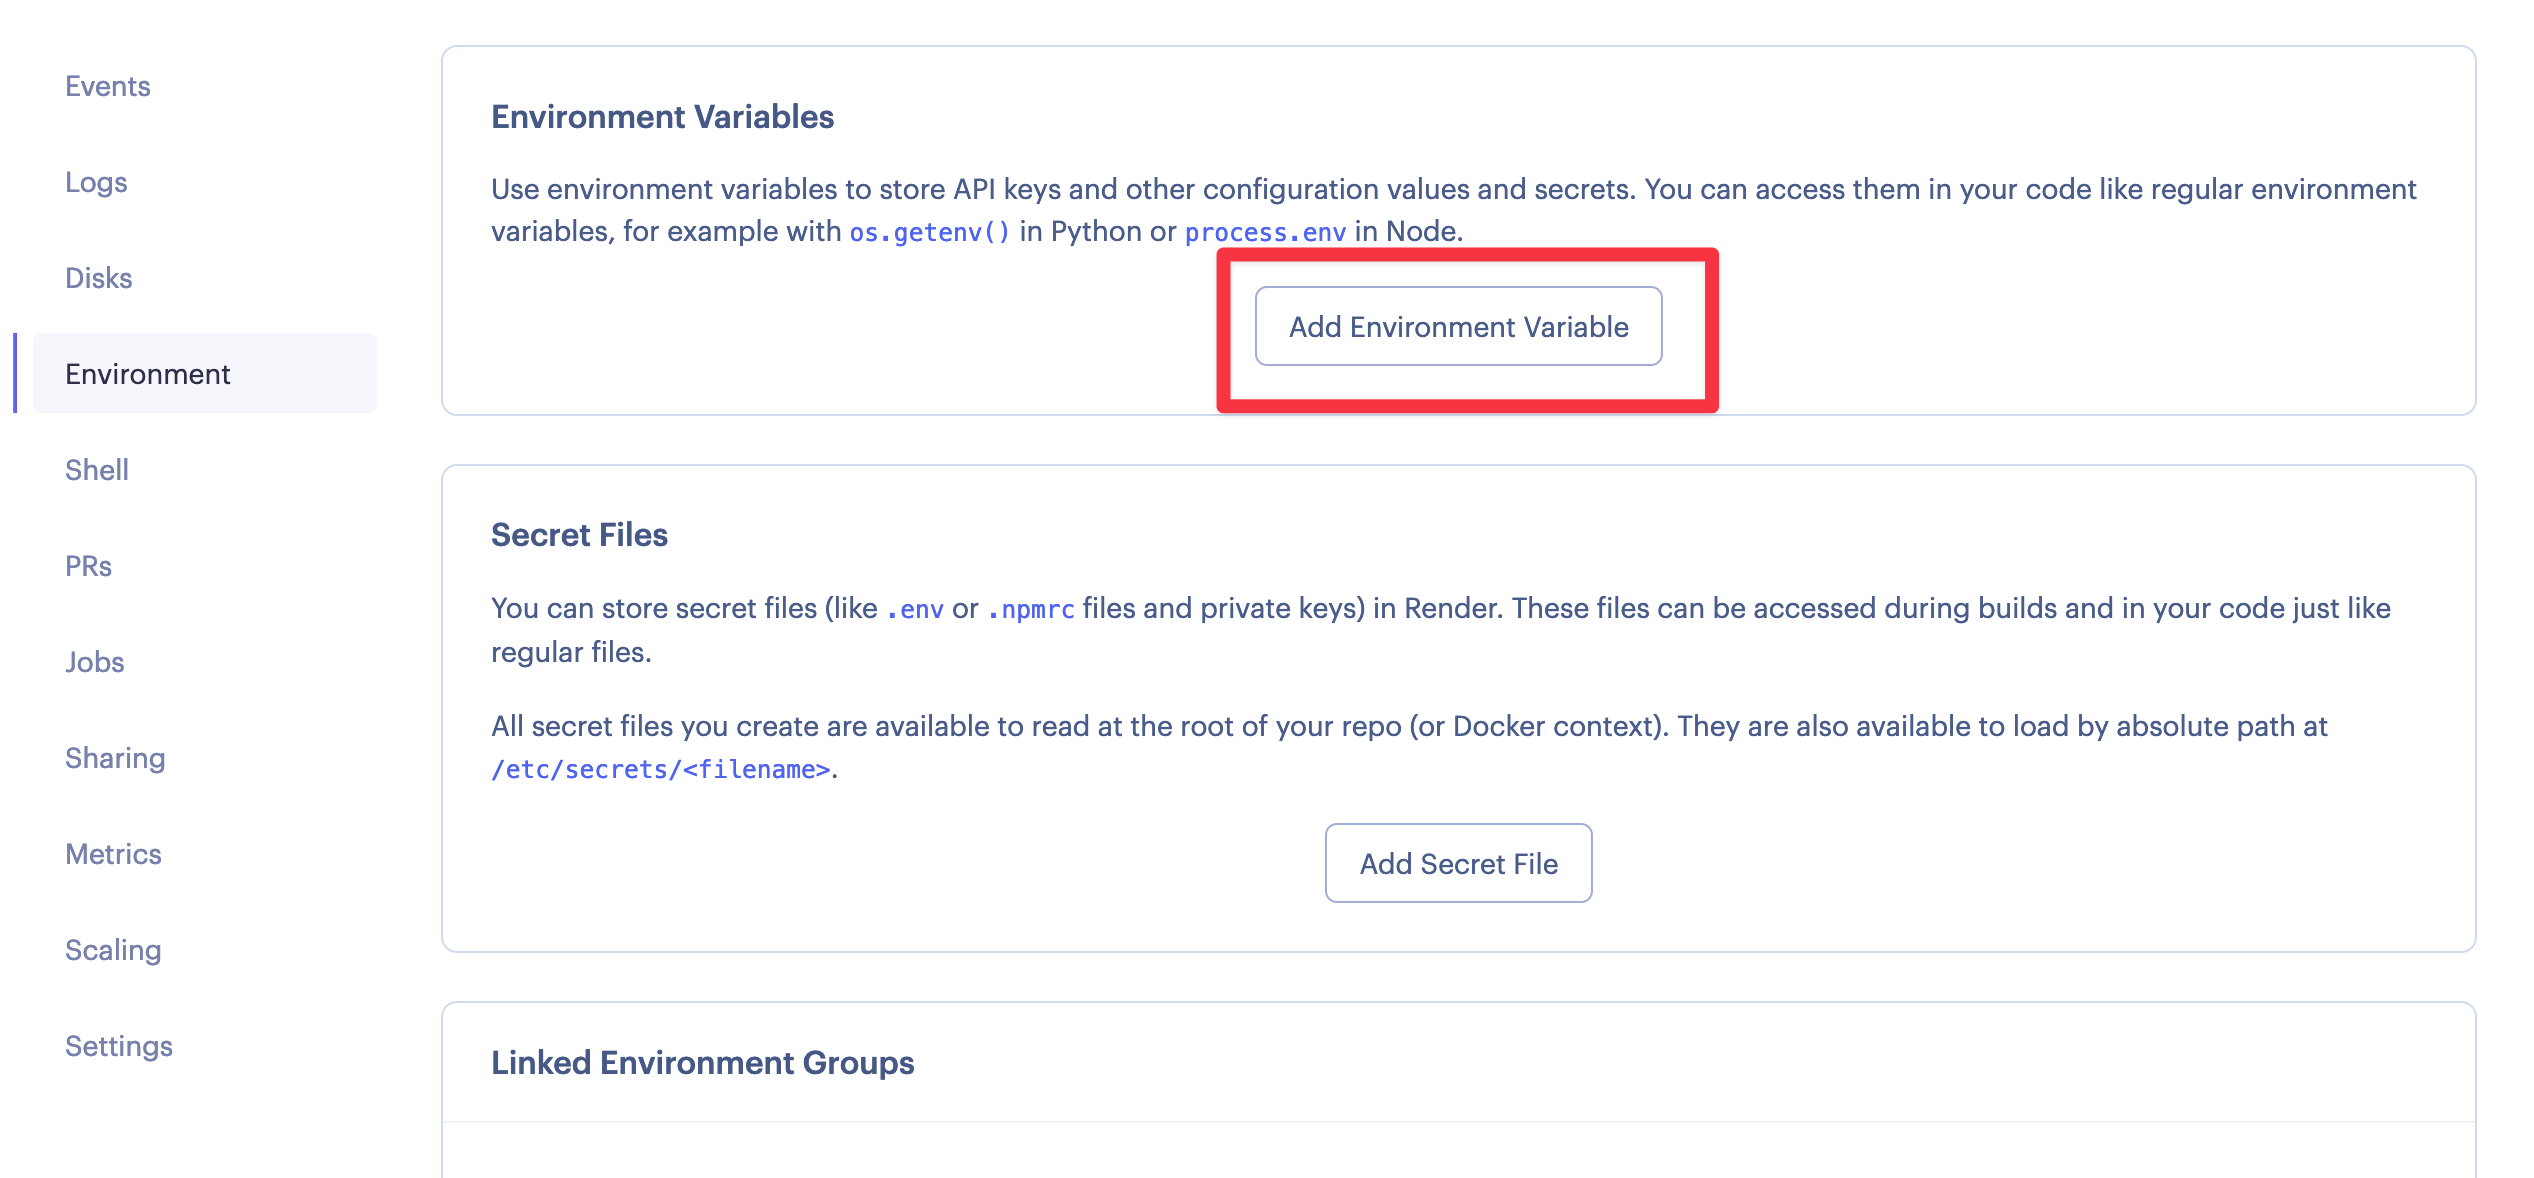 Events
Logs
Disks
Environment
Shell
PRs
Jobs
Sharing
Metrics
Scaling
Settings
Environment Variables
Use environment variables to store API keys and other configuration values and secrets. You can access them in your code like regular environment
variables, for example with os.getenv() in Python or process.env in Node.
Add Environment Variable
Secret Files
You can store secret files (like .env or .npmrc files and private keys) in Render. These files can be accessed during builds and in your code just like
regular files.
All secret files you create are available to read at the root of your repo (or Docker context). They are also available to load by absolute path at
/etc/secrets/<filename>.
Add Secret File
Linked Environment Groups